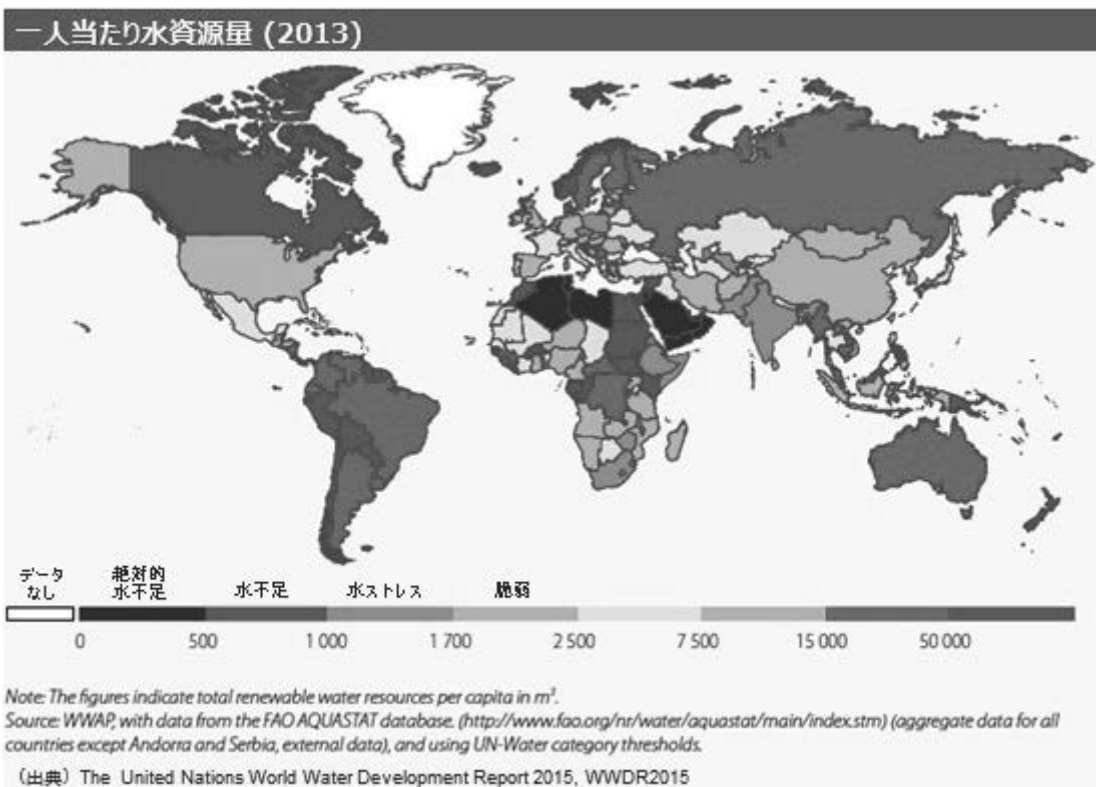 一人当たり水資源量 (2013)
データ なし
絶対的 水不足
水不足
水ストレス
脆弱
0 500 1 000 1 700 2 500 7 500 15 000 50 000
Note: The figures indicate total renewable water resources per capita in m³.
Source: WWAP, with data from the FAO AQUASTAT database. (http://www.fao.org/nr/water/aquastat/main/index.stm) (aggregate data for all
countries except Andorra and Serbia, external data), and using UN-Water category thresholds.
（出典）The United Nations World Water Development Report 2015, WWDR2015